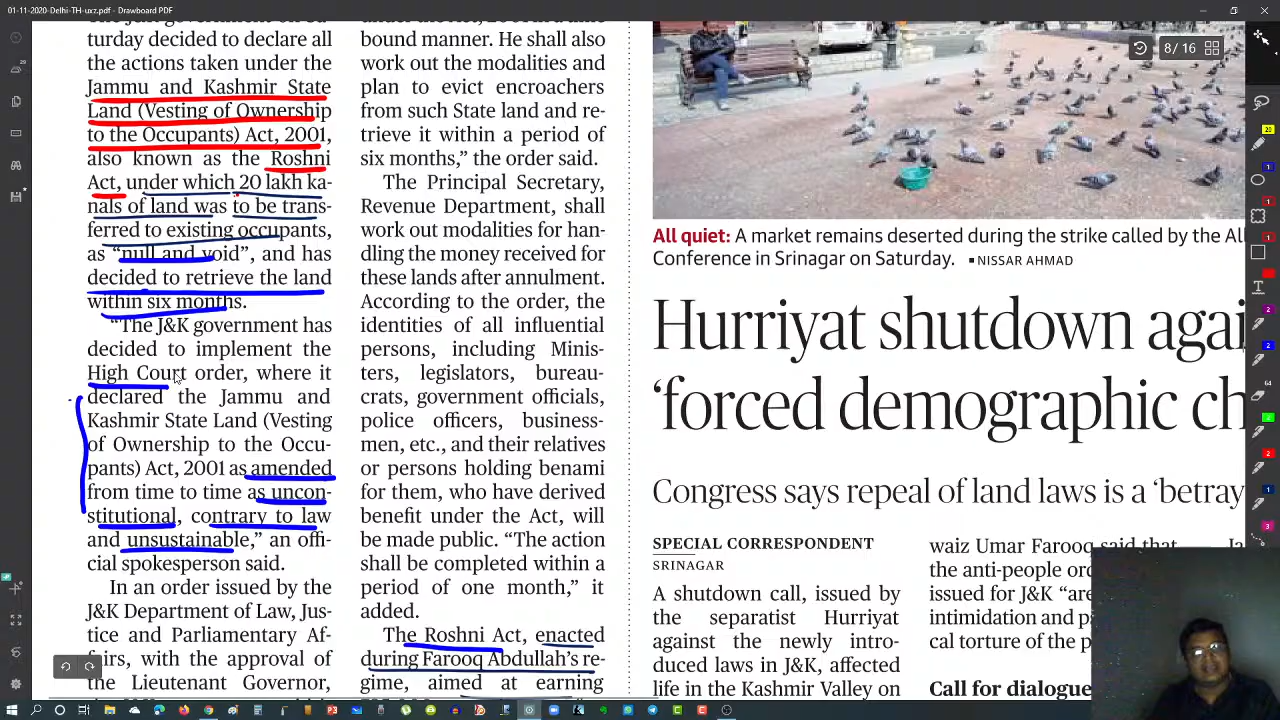 01-11-2020-Delhi-TH-uxz.pdf - Drawboard PDF
8/16
turday decided to declare all
the actions taken under the
Jammu and Kashmir State
Land (Vesting of Ownership
to the Occupants) Act, 2001,
also known as the Roshni
Act, under which 20 lakh ka-
nals of land was to be trans-
ferred to existing occupants,
as “null and void”, and has
decided to retrieve the land
within six months.
“The J&K government has
decided to implement the
High Court order, where it
declared the Jammu and
Kashmir State Land (Vesting
of Ownership to the Occu-
pants) Act, 2001 as amended
from time to time as uncon-
stitutional, contrary to law
and unsustainable,” an offi-
cial spokesperson said.
In an order issued by the
J&K Department of Law, Jus-
tice and Parliamentary Af-
fairs, with the approval of
the Lieutenant Governor,
bound manner. He shall also
work out the modalities and
plan to evict encroachers
from such State land and re-
trieve it within a period of
six months,” the order said.
The Principal Secretary,
Revenue Department, shall
work out modalities for han-
dling the money received for
these lands after annulment.
According to the order, the
identities of all influential
persons, including Minis-
ters, legislators, bureau-
crats, government officials,
police officers, business-
men, etc., and their relatives
or persons holding benami
for them, who have derived
benefit under the Act, will
be made public. “The action
shall be completed within a
period of one month,” it
added.
The Roshni Act, enacted
during Farooq Abdullah’s re-
gime, aimed at earning
All quiet: A market remains deserted during the strike called by the Al
Conference in Srinagar on Saturday. ▪ NISSAR AHMAD
Hurriyat shutdown agai
‘forced demographic ch
Congress says repeal of land laws is a ‘betray
SPECIAL CORRESPONDENT
SRINAGAR
A shutdown call, issued by
the separatist Hurriyat
against the newly intro-
duced laws in J&K, affected
life in the Kashmir Valley on
waiz Umar Farooq said that
the anti-people ord
issued for J&K “are
intimidation and p
cal torture of the p
Call for dialogue